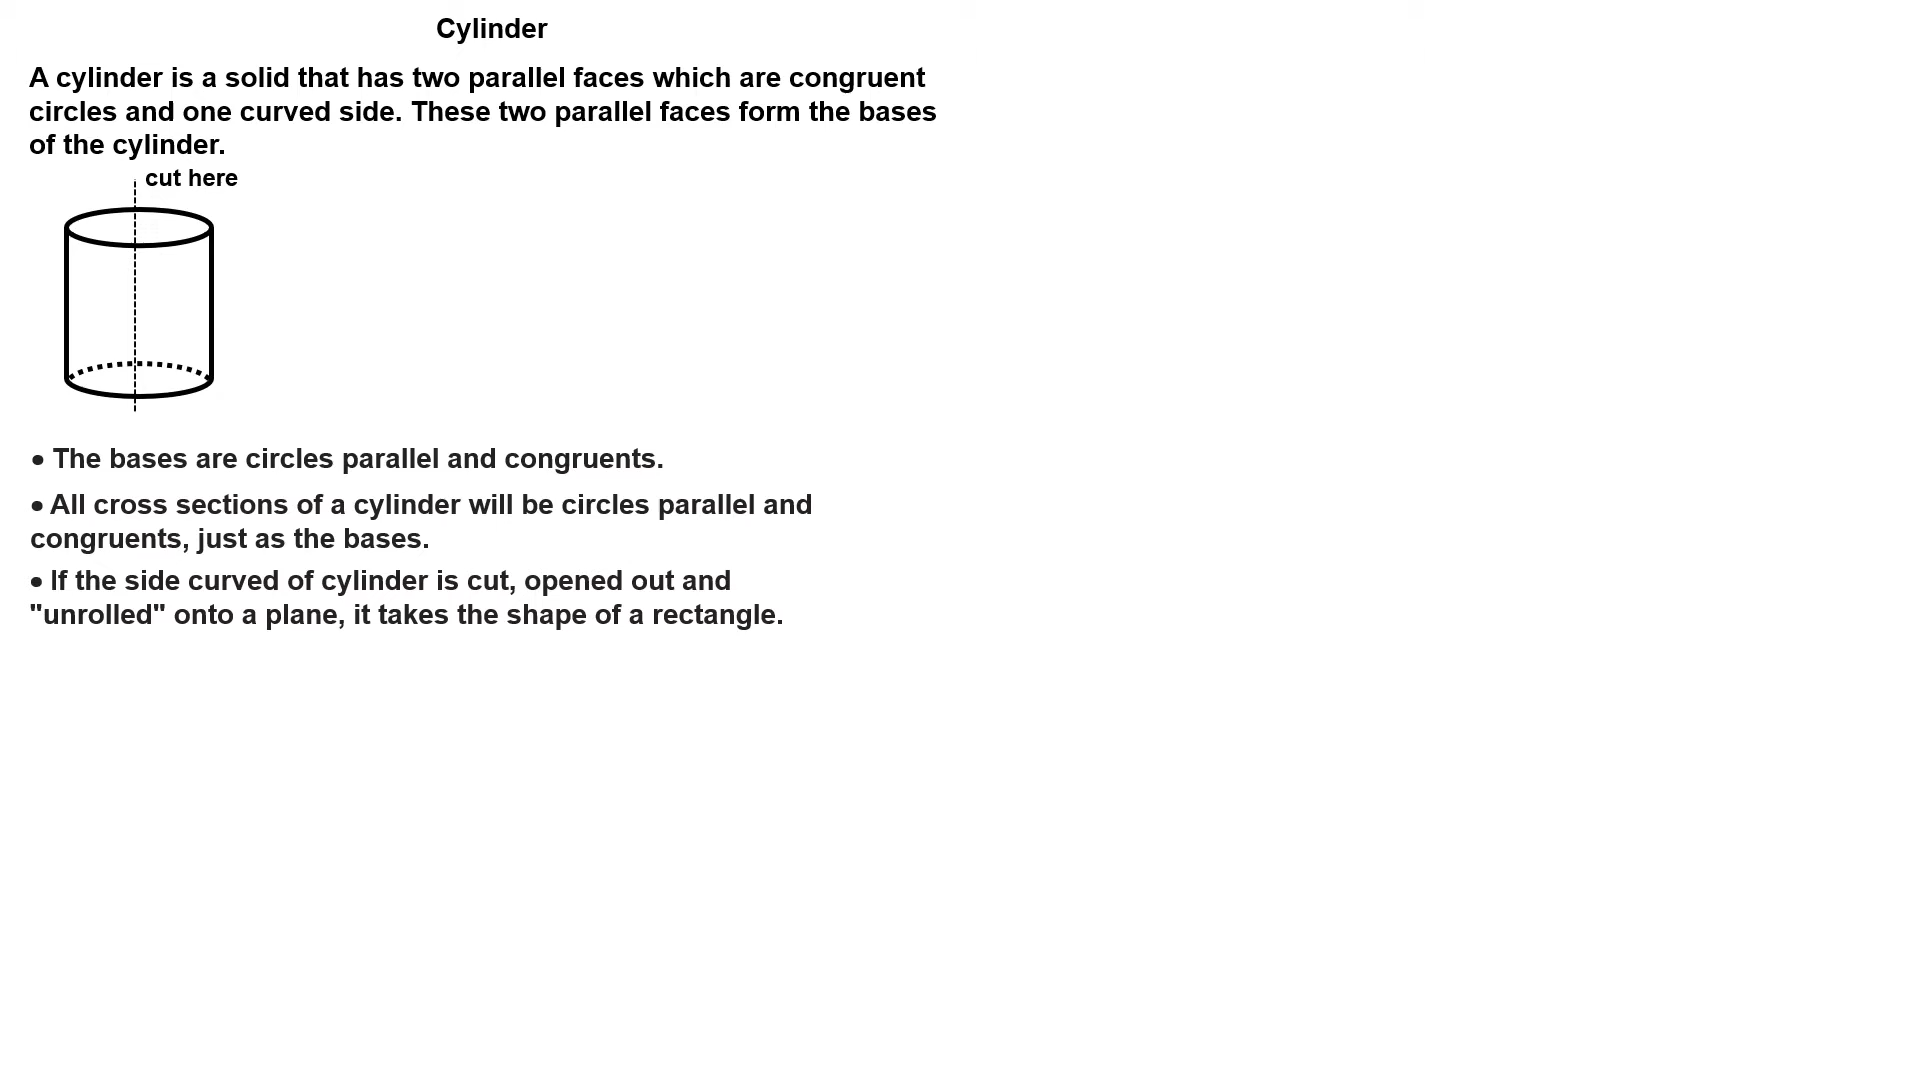 Cylinder
A cylinder is a solid that has two parallel faces which are congruent
circles and one curved side. These two parallel faces form the bases
of the cylinder.
cut here
• The bases are circles parallel and congruents.
• All cross sections of a cylinder will be circles parallel and
congruents, just as the bases.
• If the side curved of cylinder is cut, opened out and
"unrolled" onto a plane, it takes the shape of a rectangle.